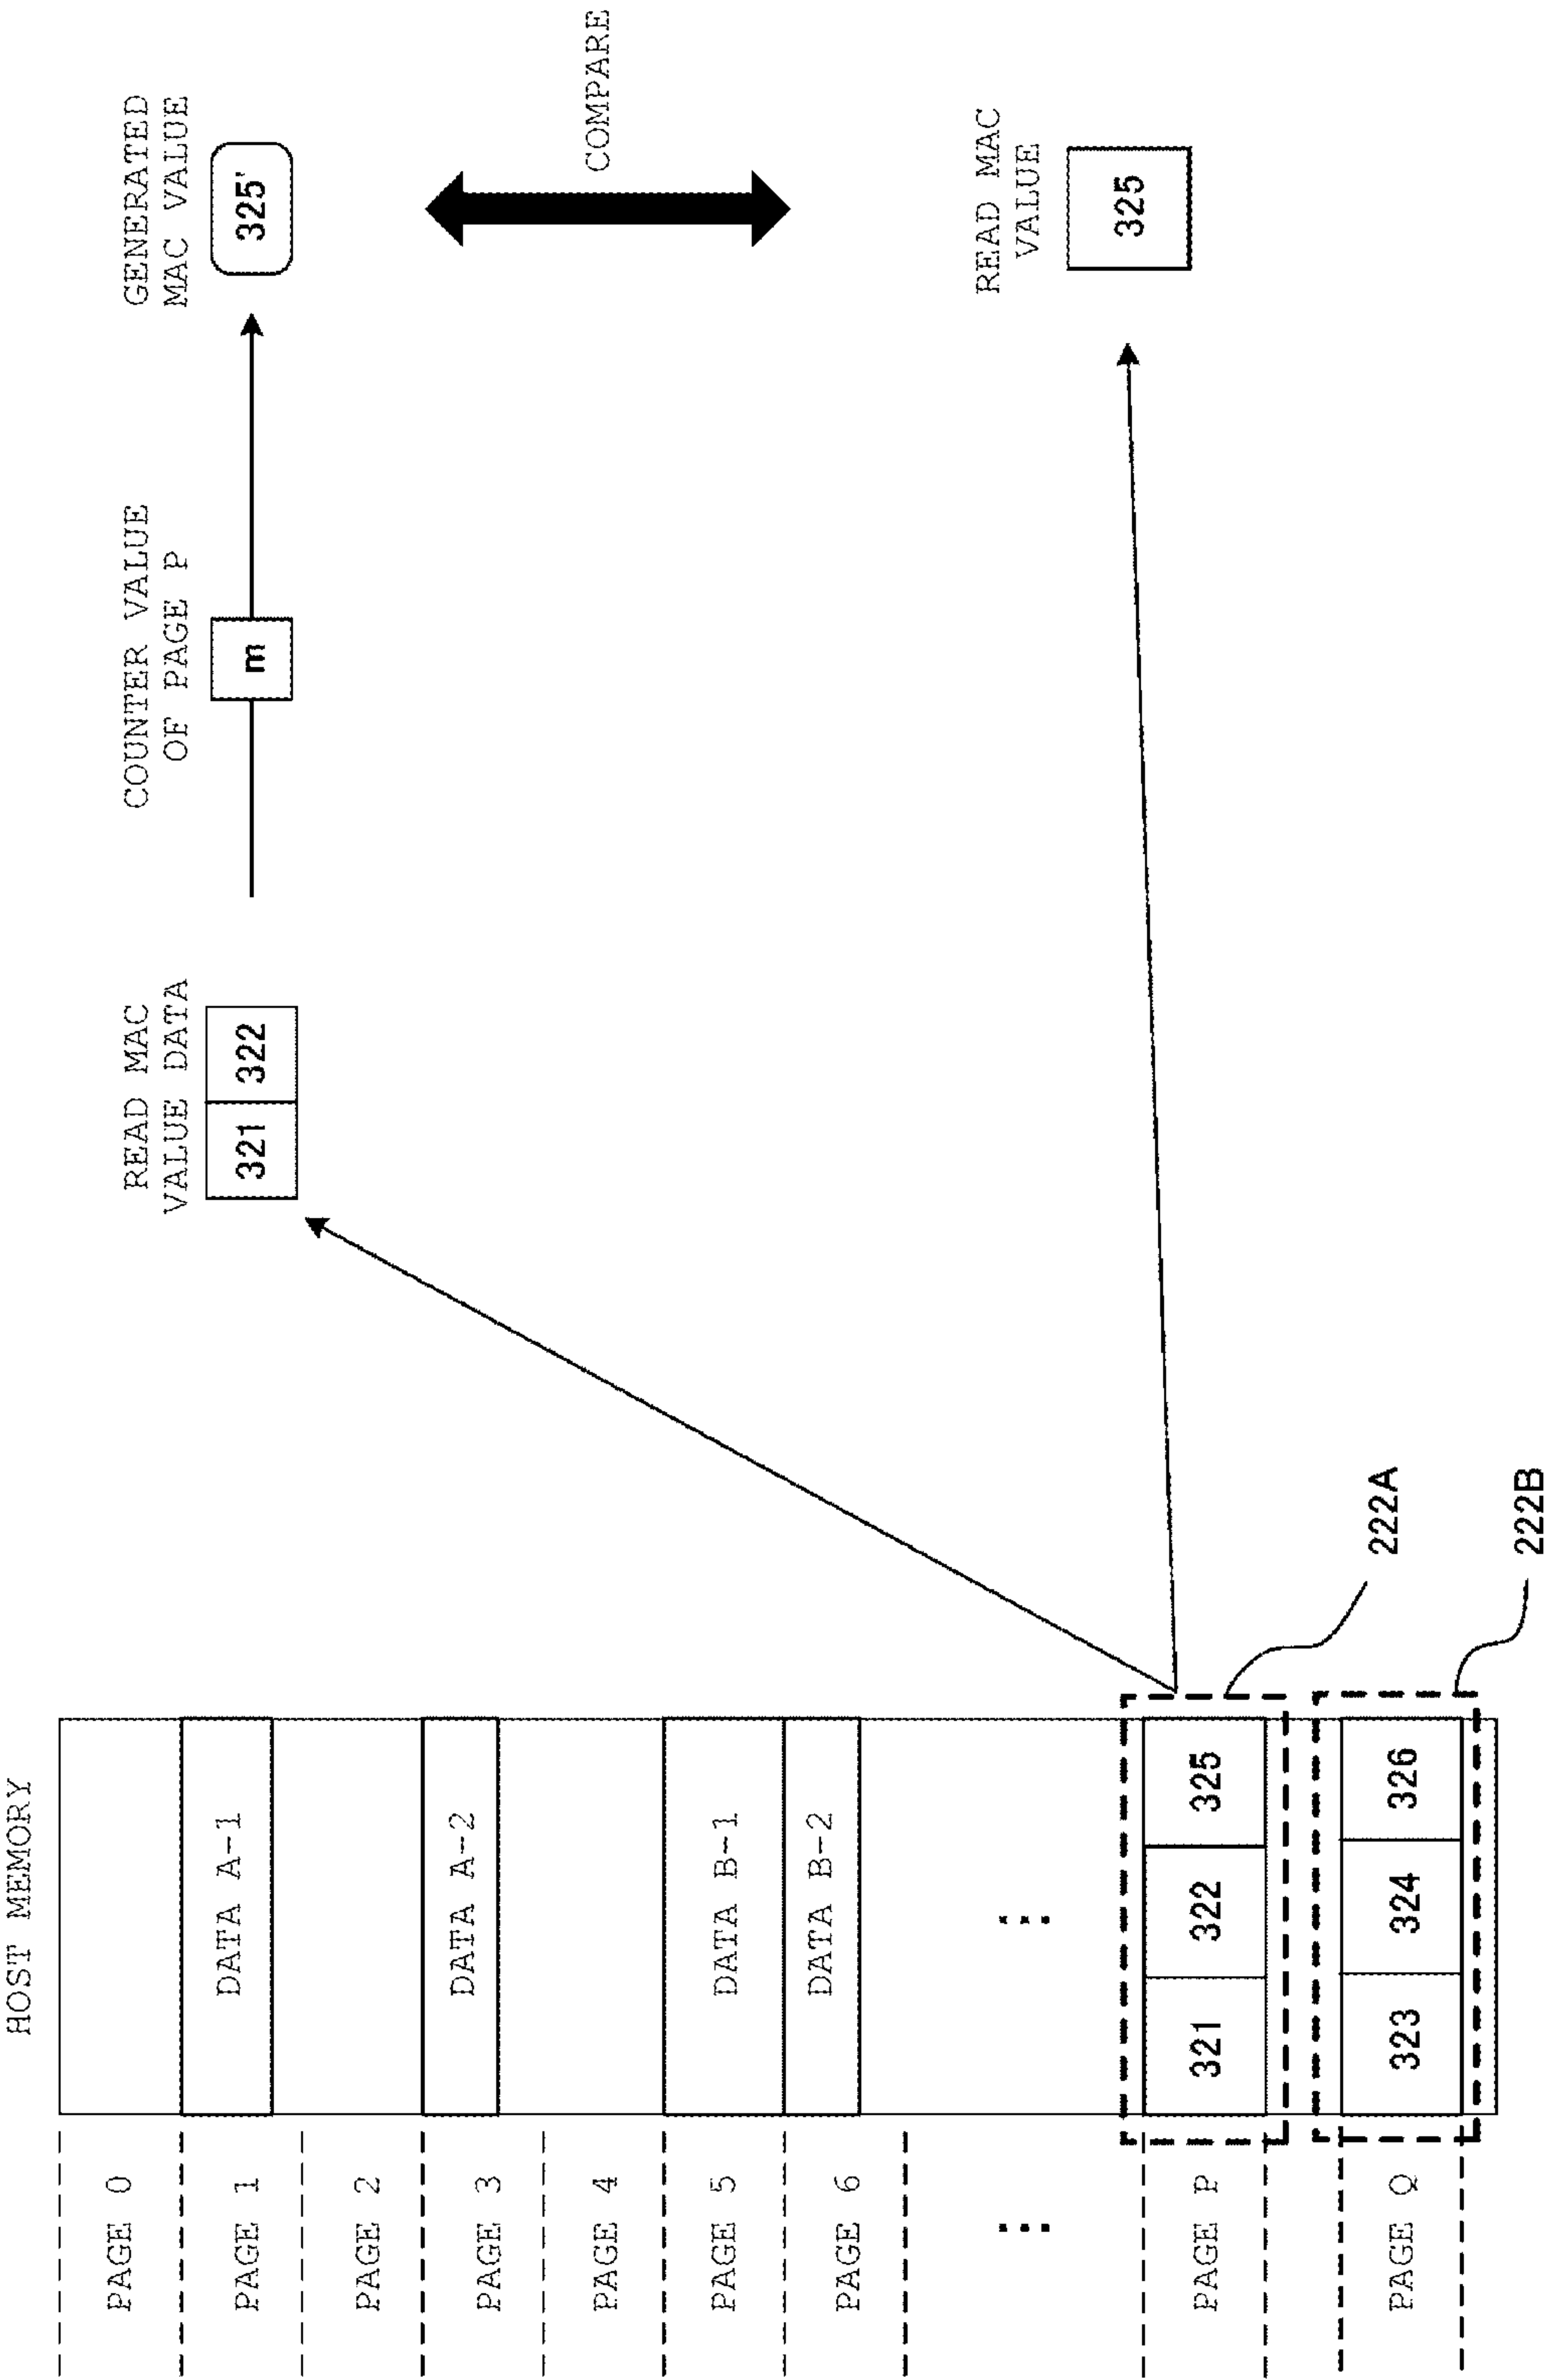 HOST MEMORY
PAGE 0
PAGE 1
DATA A-1
PAGE 2
PAGE 3
DATA A-2
PAGE 4
PAGE 5
DATA B-1
PAGE 6
DATA B-2
⋮
⋮
PAGE P
321
322
325
PAGE Q
323
324
326
222A
222B
READ MAC
VALUE DATA
321
322
COUNTER VALUE
OF PAGE P
m
GENERATED
MAC VALUE
325'
COMPARE
READ MAC
VALUE
325